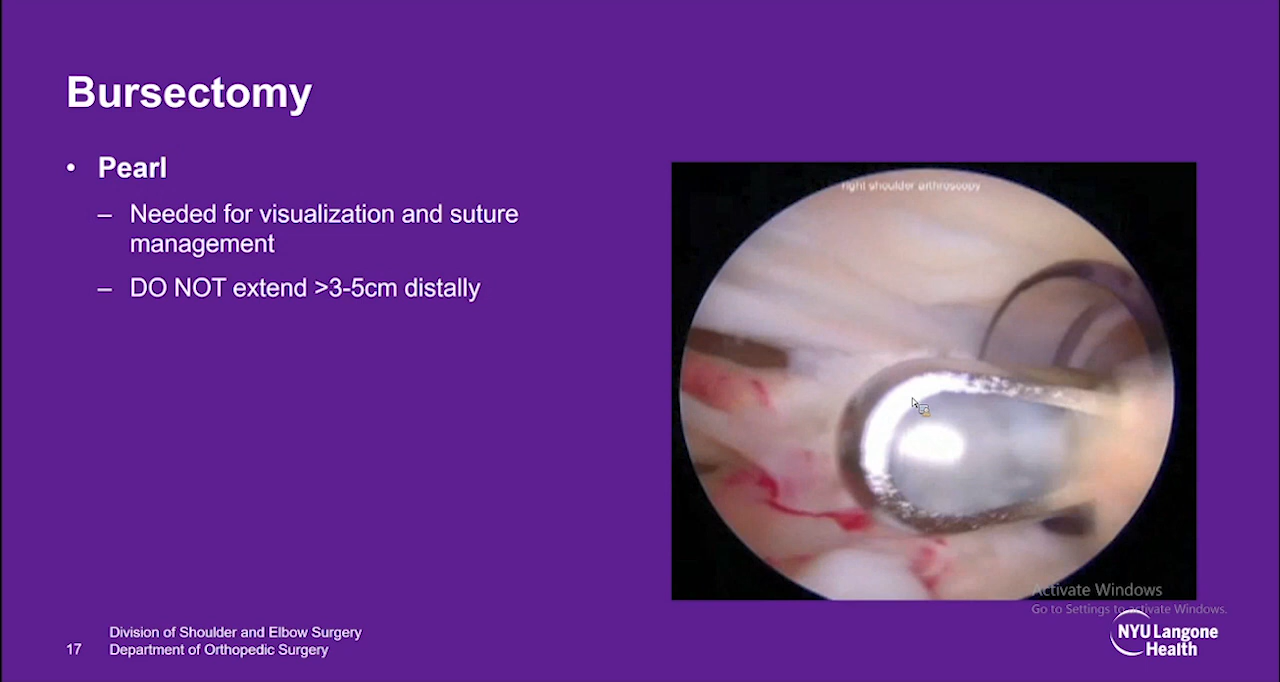 Bursectomy
• Pearl
– Needed for visualization and suture
management
– DO NOT extend >3-5cm distally
right shoulder arthroscopy
Activate Windows
Go to Settings to activate Windows.
Division of Shoulder and Elbow Surgery
17 Department of Orthopedic Surgery
NYU Langone
Health